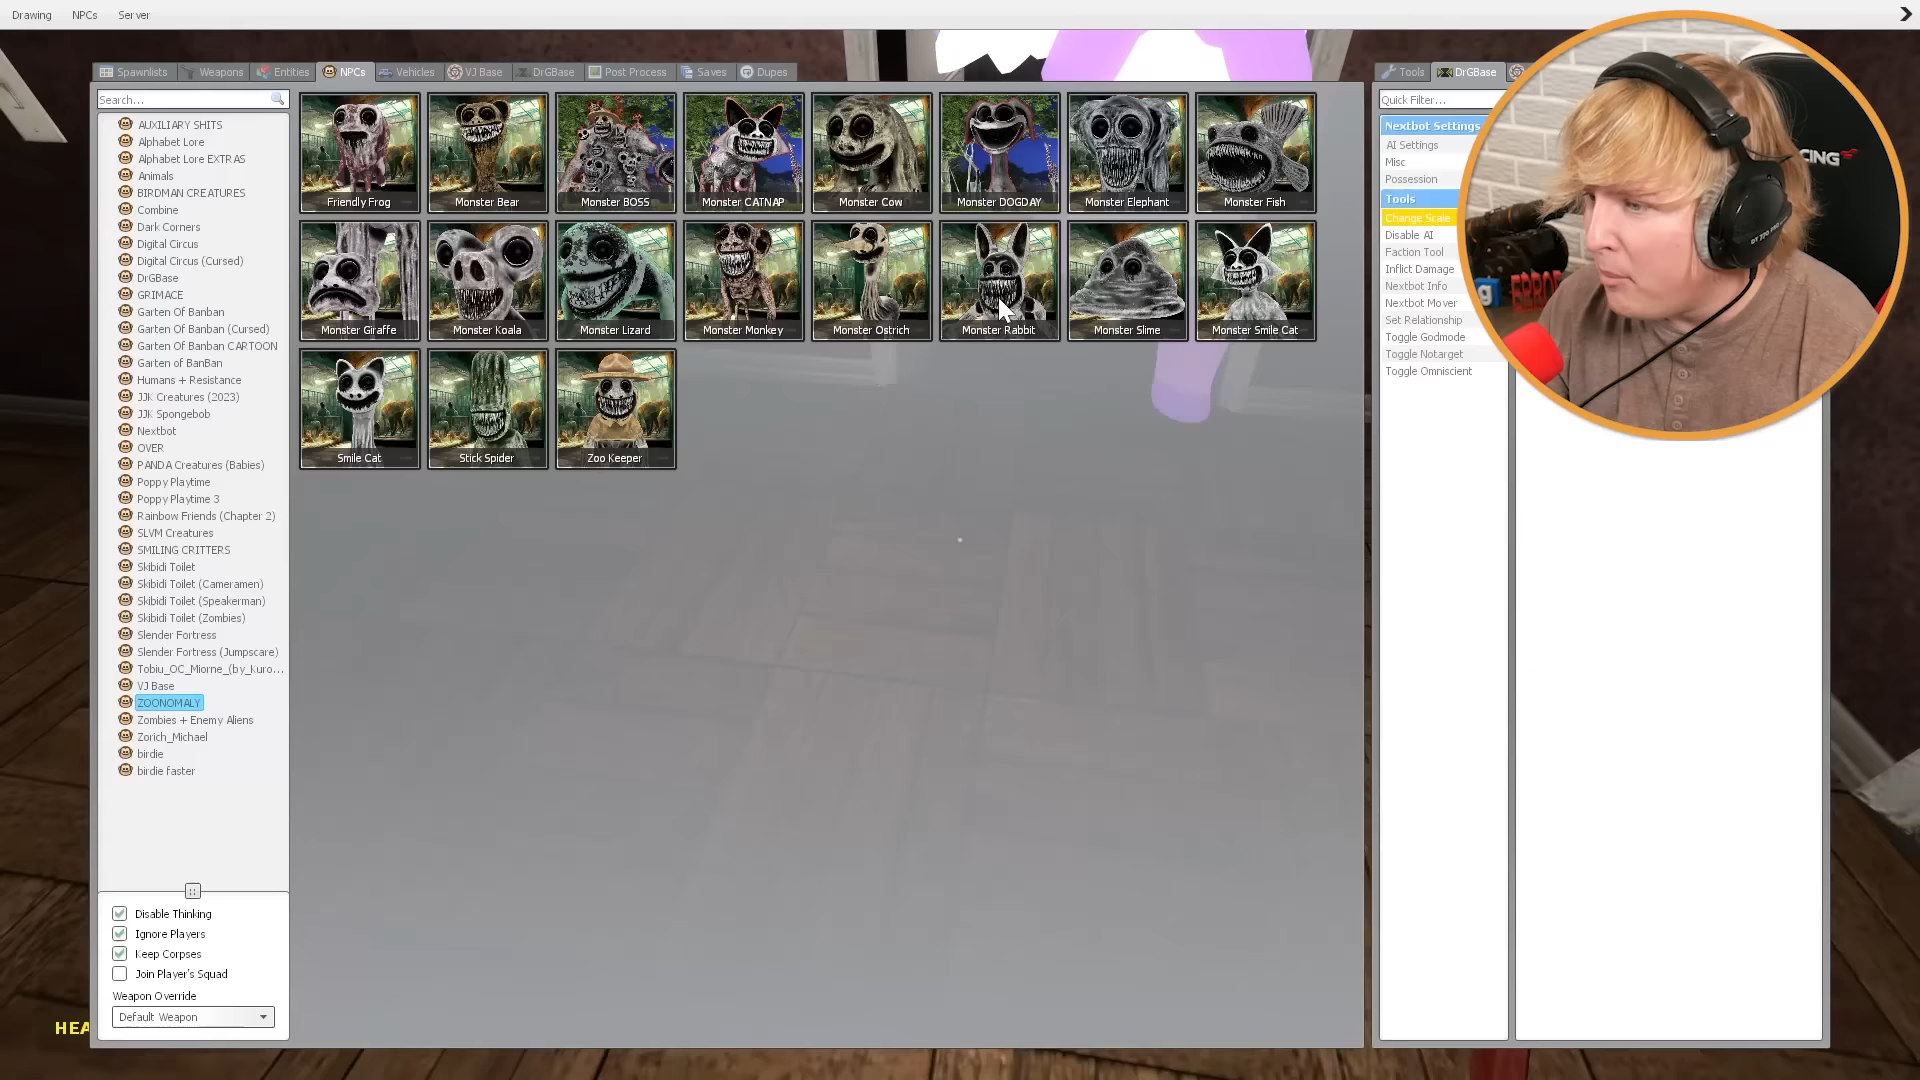 Drawing NPCs Server
Spawnlists Weapons Entities NPCs Vehicles VJ Base DrGBase Post Process Saves Dupes
Tools DrGBase
Search...
Quick Filter...
AUXILIARY SHITS
Alphabet Lore
Alphabet Lore EXTRAS
Animals
BIRDMAN CREATURES
Combine
Dark Corners
Digital Circus
Digital Circus (Cursed)
DrGBase
GRIMACE
Garten Of Banban
Garten Of Banban (Cursed)
Garten Of Banban CARTOON
Garten of BanBan
Humans + Resistance
JJK Creatures (2023)
JJK Spongebob
Nextbot
OVER
PANDA Creatures (Babies)
Poppy Playtime
Poppy Playtime 3
Rainbow Friends (Chapter 2)
SLVM Creatures
SMILING CRITTERS
Skibidi Toilet
Skibidi Toilet (Cameramen)
Skibidi Toilet (Speakerman)
Skibidi Toilet (Zombies)
Slender Fortress
Slender Fortress (Jumpscare)
Tobiu_OC_Miorne_(by_Kuro...
VJ Base
ZOONOMALY
Zombies + Enemy Aliens
Zorich_Michael
birdie
birdie faster
Disable Thinking
Ignore Players
Keep Corpses
Join Player's Squad
Weapon Override
Default Weapon
HEA
Friendly Frog Monster Bear Monster BOSS Monster CATNAP Monster Cow Monster DOGDAY Monster Elephant Monster Fish
Monster Giraffe Monster Koala Monster Lizard Monster Monkey Monster Ostrich Monster Rabbit Monster Slime Monster Smile Cat
Smile Cat Stick Spider Zoo Keeper
Nextbot Settings
AI Settings
Misc
Possession
Tools
Change Scale
Disable AI
Faction Tool
Inflict Damage
Nextbot Info
Nextbot Mover
Set Relationship
Toggle Godmode
Toggle Notarget
Toggle Omniscient
CING